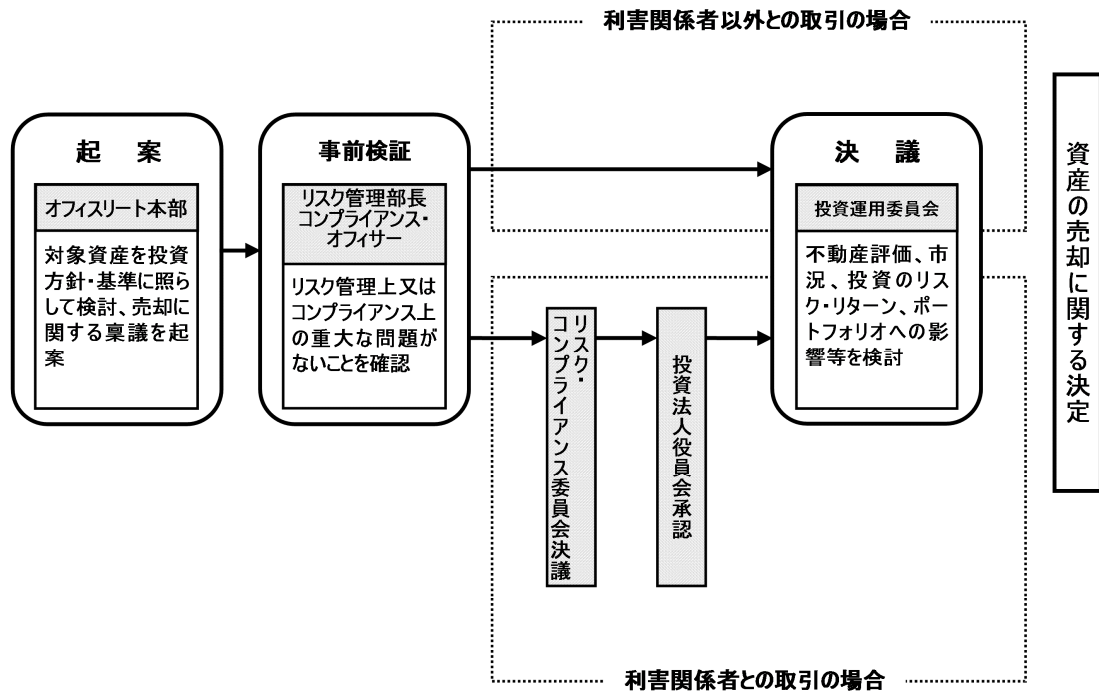 利害関係者以外との取引の場合
起　案
オフィスリート本部
対象資産を投資
方針・基準に照ら
して検討、売却に
関する稟議を起
案
事前検証
リスク管理部長
コンプライアンス・
オフィサー
リスク管理上又は
コンプライアンス上
の重大な問題が
ないことを確認
リスク・
コンプライアンス委員会決議
投資法人役員会承認
決　議
投資運用委員会
不動産評価、市
況、投資のリス
ク・リターン、ポー
トフォリオへの影
響等を検討
資産の売却に関する決定
利害関係者との取引の場合